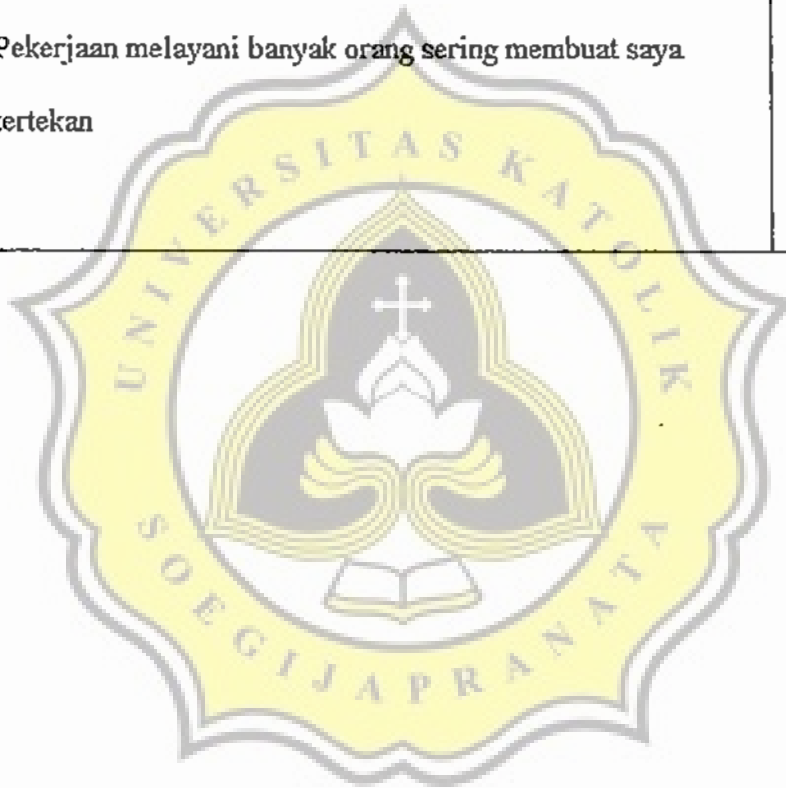 Pekerjaan melayani banyak orang sering membuat saya
tertekan
UNIVERSITAS KATOLIK
SOEGIJAPRANATA